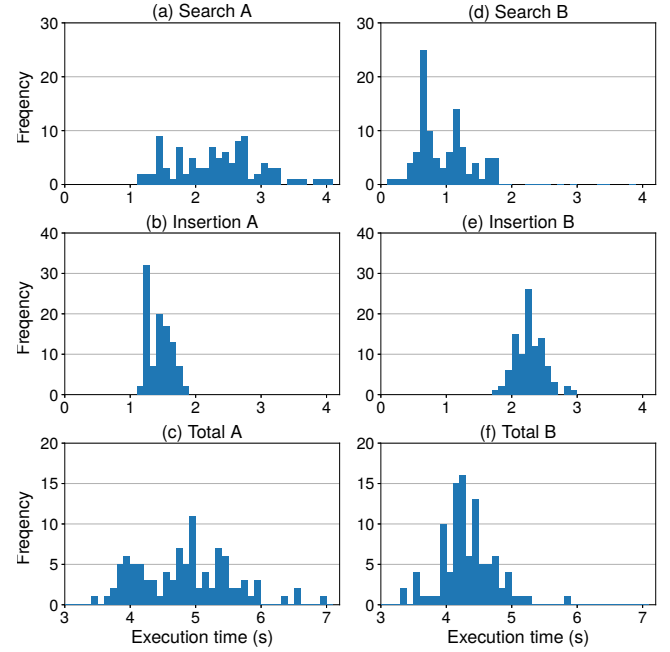 (a) Search A
Freqency
30
20
10
0
0 1 2 3 4
(d) Search B
30
20
10
0
0 1 2 3 4
(b) Insertion A
Freqency
40
30
20
10
0
0 1 2 3 4
(e) Insertion B
40
30
20
10
0
0 1 2 3 4
(c) Total A
Freqency
20
15
10
5
0
3 4 5 6 7
Execution time (s)
(f) Total B
20
15
10
5
0
3 4 5 6 7
Execution time (s)